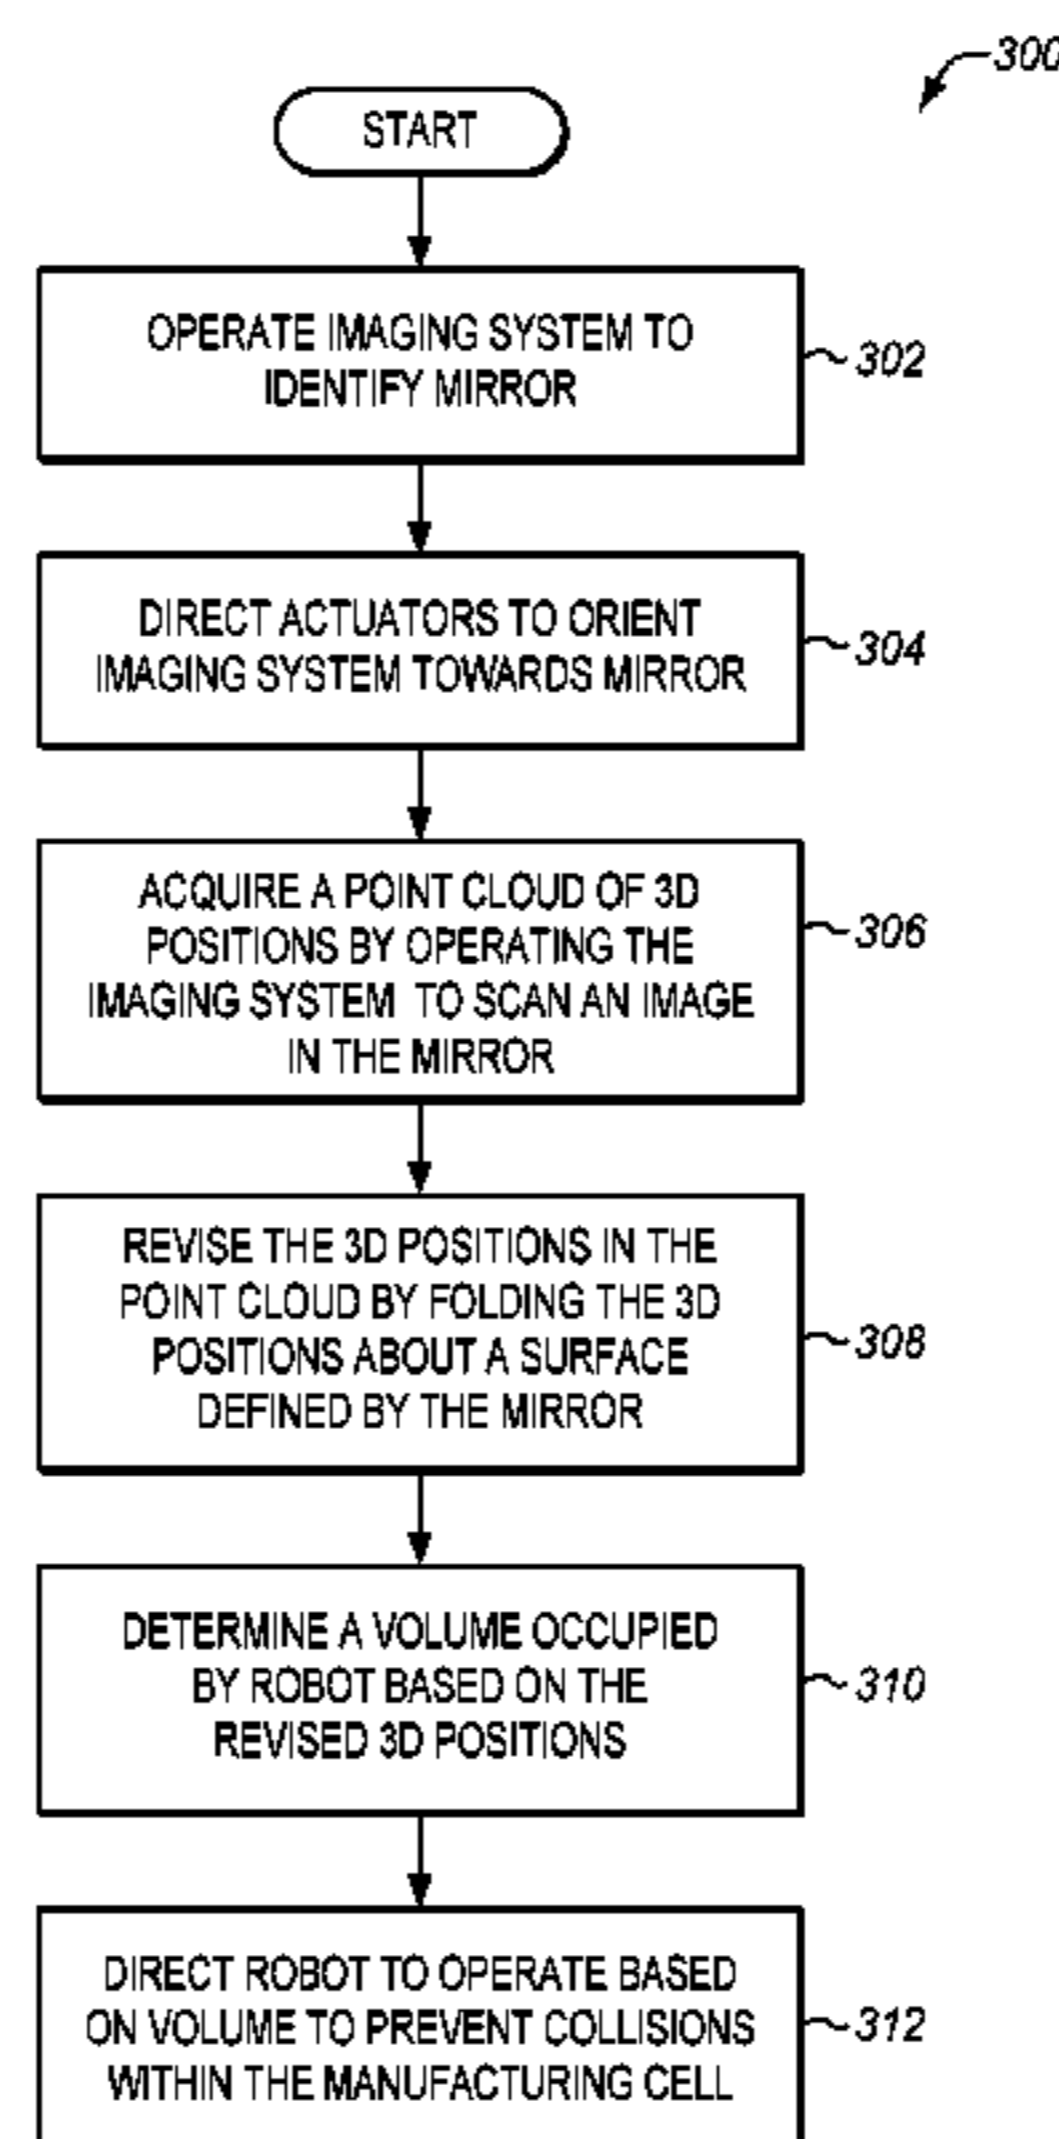 300
START
OPERATE IMAGING SYSTEM TO
IDENTIFY MIRROR
302
DIRECT ACTUATORS TO ORIENT
IMAGING SYSTEM TOWARDS MIRROR
304
ACQUIRE A POINT CLOUD OF 3D
POSITIONS BY OPERATING THE
IMAGING SYSTEM TO SCAN AN IMAGE
IN THE MIRROR
306
REVISE THE 3D POSITIONS IN THE
POINT CLOUD BY FOLDING THE 3D
POSITIONS ABOUT A SURFACE
DEFINED BY THE MIRROR
308
DETERMINE A VOLUME OCCUPIED
BY ROBOT BASED ON THE
REVISED 3D POSITIONS
310
DIRECT ROBOT TO OPERATE BASED
ON VOLUME TO PREVENT COLLISIONS
WITHIN THE MANUFACTURING CELL
312